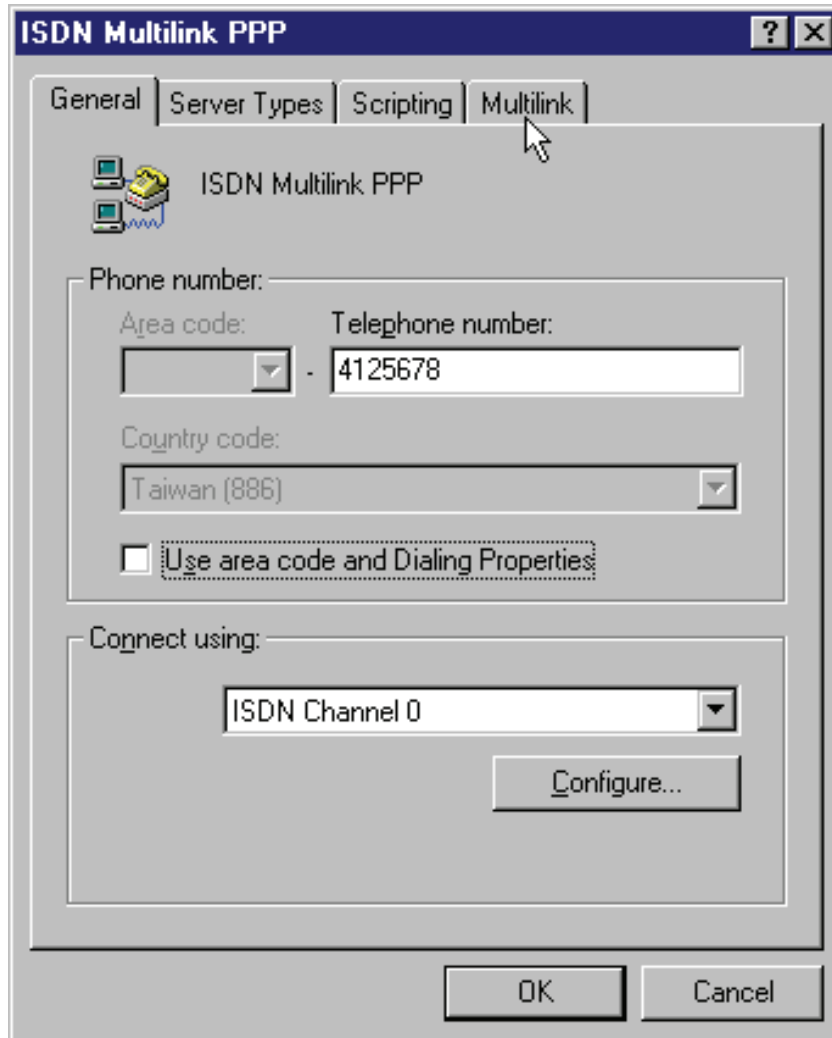 ISDN Multilink PPP
General Server Types Scripting Multilink
ISDN Multilink PPP
Phone number:
Area code: Telephone number:
- 4125678
Country code:
Taiwan (886)
Use area code and Dialing Properties
Connect using:
ISDN Channel 0
Configure...
OK Cancel